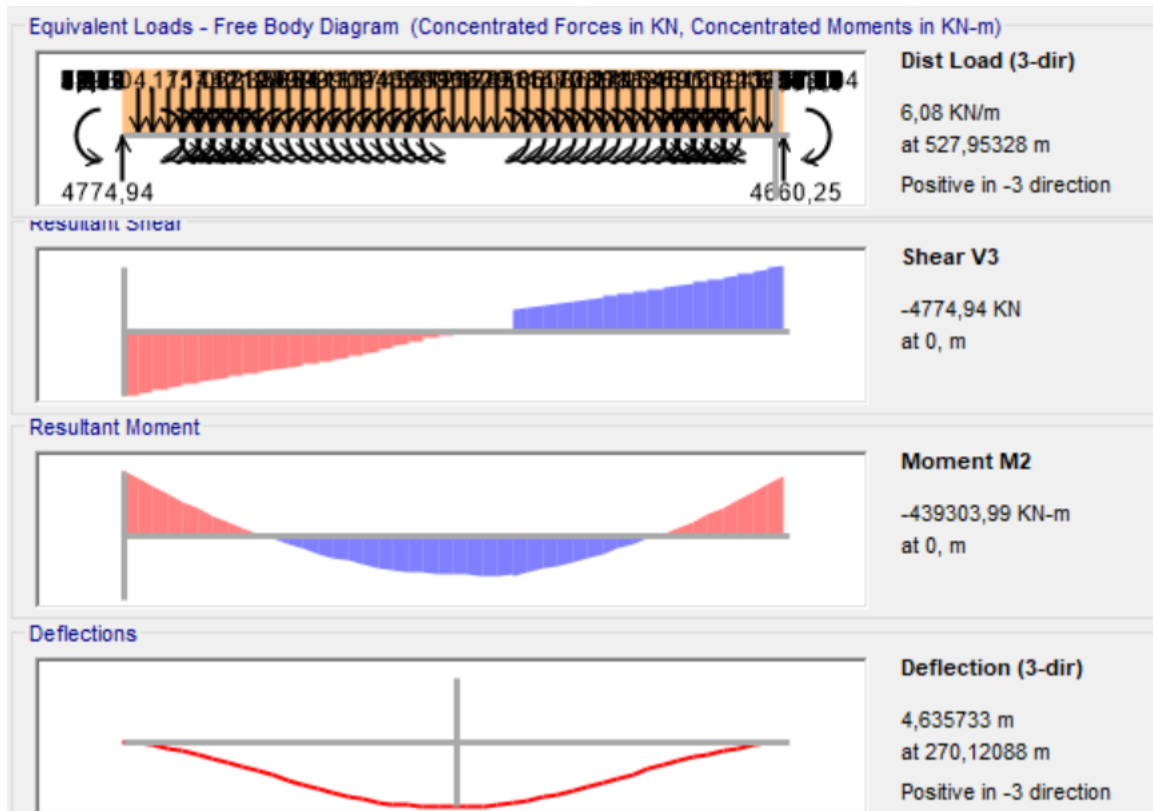 Equivalent Loads - Free Body Diagram (Concentrated Forces in KN, Concentrated Moments in KN-m)
Dist Load (3-dir)
6,08 KN/m
at 527,95328 m
Positive in -3 direction
4774,94
4660,25
Resultant Shear
Shear V3
-4774,94 KN
at 0, m
Resultant Moment
Moment M2
-439303,99 KN-m
at 0, m
Deflections
Deflection (3-dir)
4,635733 m
at 270,12088 m
Positive in -3 direction